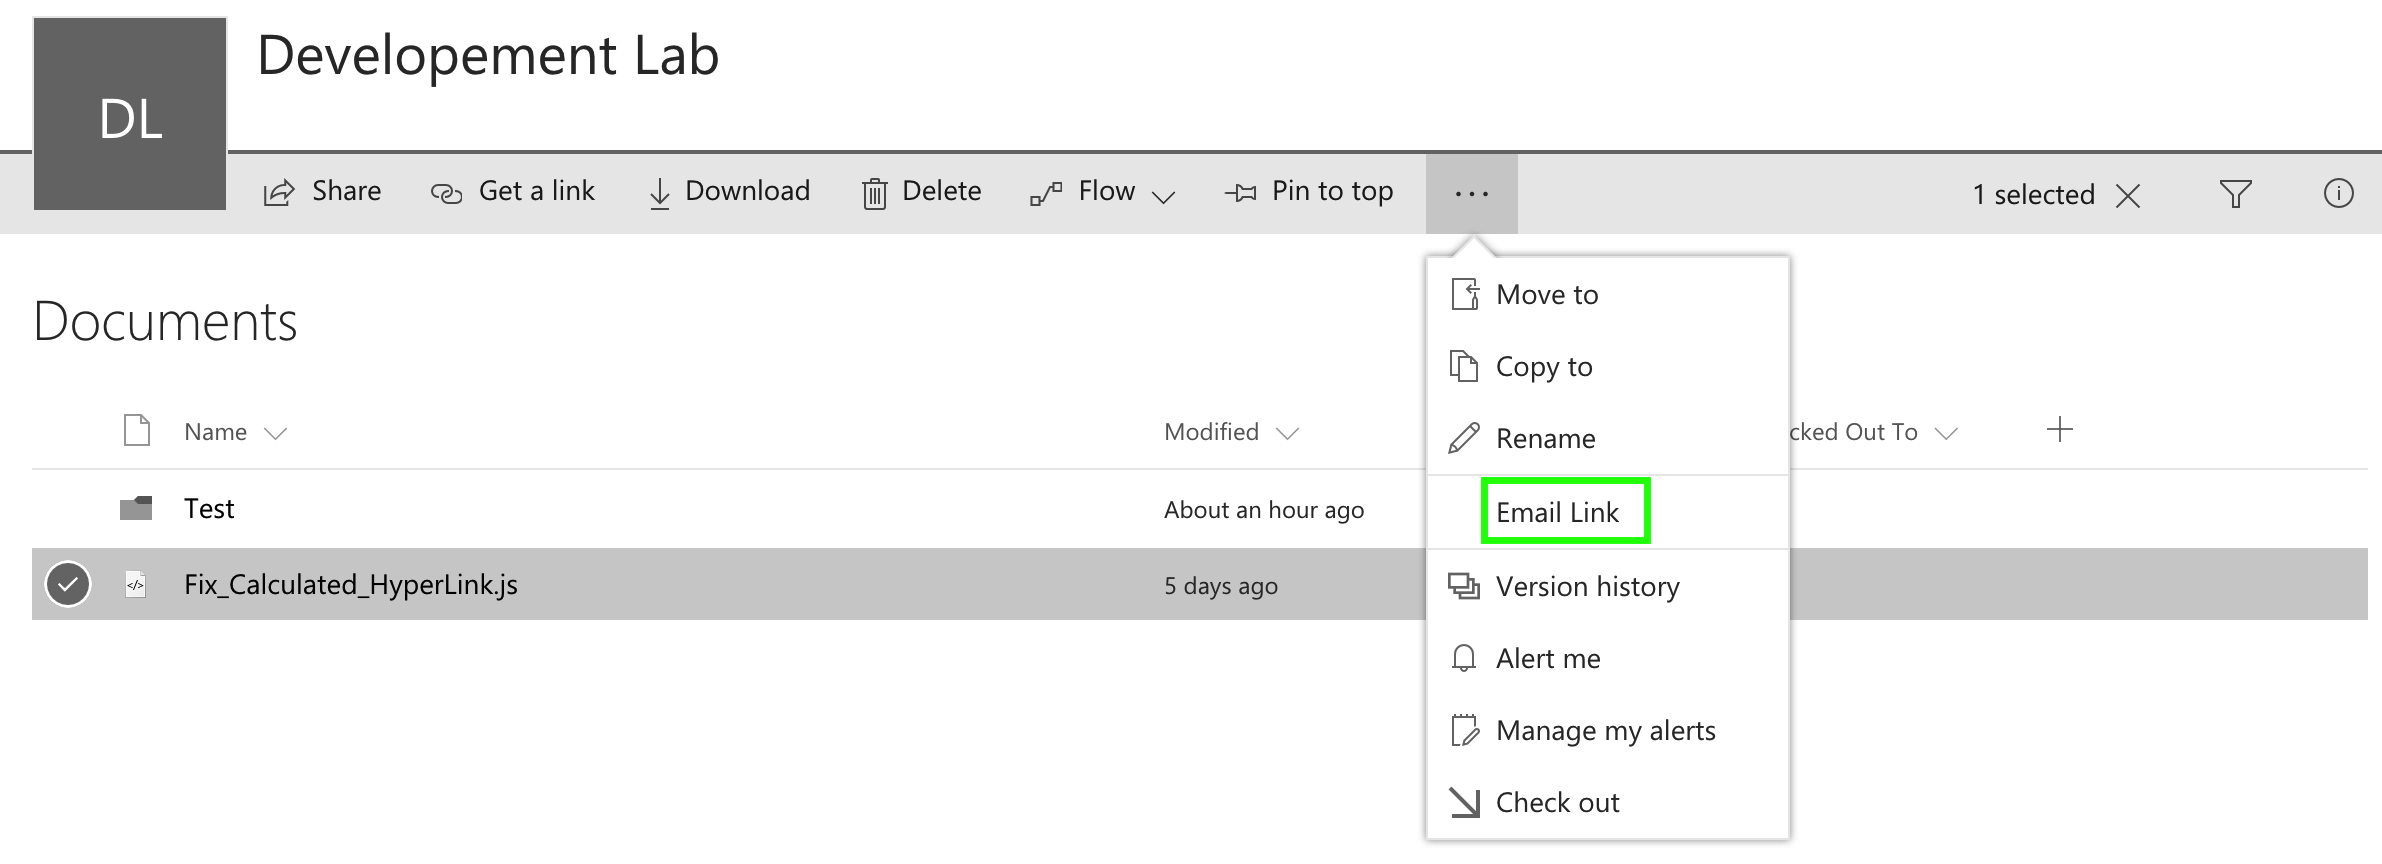 Developement Lab
DL
Share Get a link Download Delete Flow Pin to top ... 1 selected
Documents
Move to
Copy to
Name Modified cked Out To
Rename
Test About an hour ago
Email Link
Fix_Calculated_HyperLink.js 5 days ago
Version history
Alert me
Manage my alerts
Check out